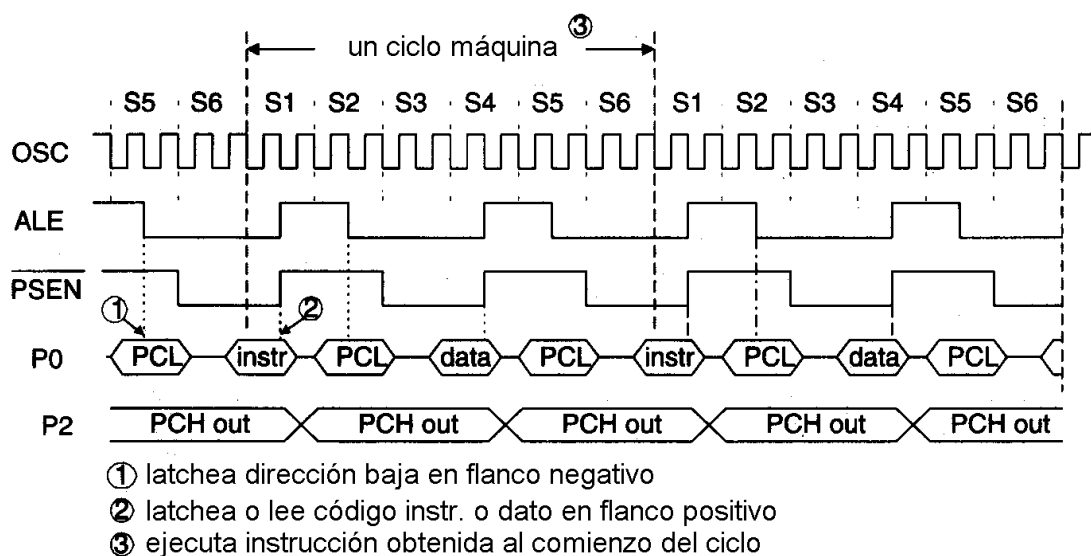 un ciclo máquina ③
S5 S6 S1 S2 S3 S4 S5 S6 S1 S2 S3 S4 S5 S6
OSC
ALE
PSEN
① ②
P0 PCL instr PCL data PCL instr PCL data PCL
P2 PCH out PCH out PCH out PCH out PCH out
① latchea dirección baja en flanco negativo
② latchea o lee código instr. o dato en flanco positivo
③ ejecuta instrucción obtenida al comienzo del ciclo